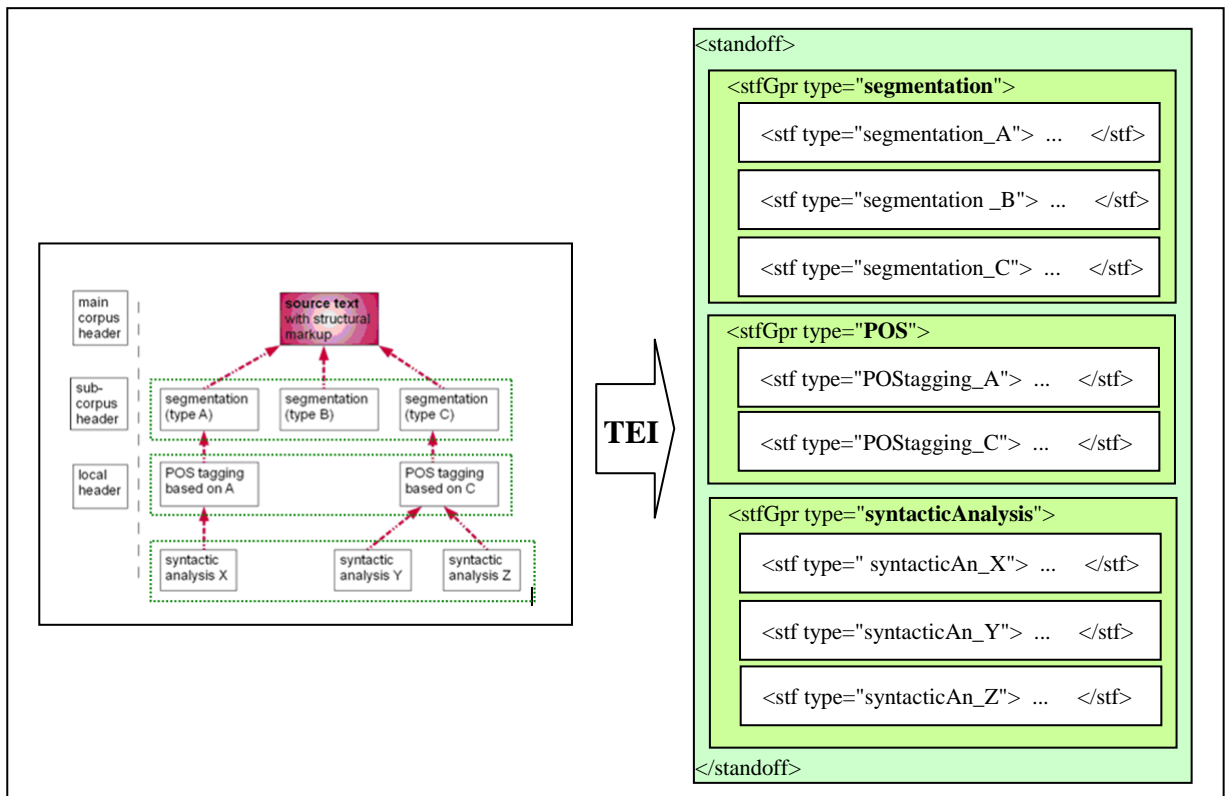 main
corpus
header
source text
with structural
markup
sub-
corpus
header
segmentation
(type A)
segmentation
(type B)
segmentation
(type C)
local
header
POS tagging
based on A
POS tagging
based on C
syntactic
analysis X
syntactic
analysis Y
syntactic
analysis Z
TEI
<standoff>
<stfGpr type="segmentation">
<stf type="segmentation_A"> ... </stf>
<stf type="segmentation _B"> ... </stf>
<stf type="segmentation_C"> ... </stf>
<stfGpr type="POS">
<stf type="POStagging_A"> ... </stf>
<stf type="POStagging_C"> ... </stf>
<stfGpr type="syntacticAnalysis">
<stf type=" syntacticAn_X"> ... </stf>
<stf type="syntacticAn_Y"> ... </stf>
<stf type="syntacticAn_Z"> ... </stf>
</standoff>